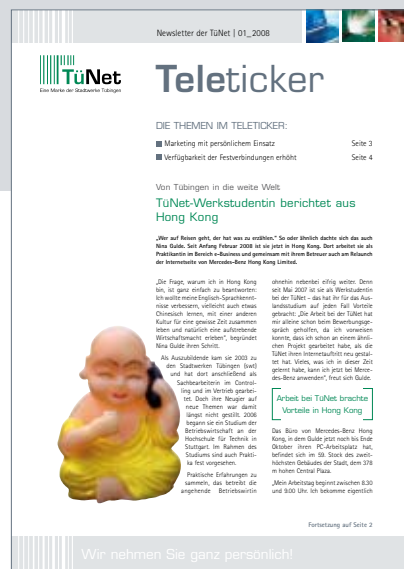 Newsletter der TüNet | 01_2008
TüNet
Eine Marke der Stadtwerke Tübingen
Teleticker
DIE THEMEN IM TELETICKER:
Marketing mit persönlichem Einsatz Seite 3
Verfügbarkeit der Festverbindungen erhöht Seite 4
Von Tübingen in die weite Welt
TüNet-Werkstudentin berichtet aus
Hong Kong
„Wer auf Reisen geht, der hat was zu erzählen.“ So oder ähnlich dachte sich das auch
Nina Gulde. Seit Anfang Februar 2008 ist sie jetzt in Hong Kong. Dort arbeitet sie als
Praktikantin im Bereich e-Business und gemeinsam mit ihrem Betreuer auch am Relaunch
der Internetseite von Mercedes-Benz Hong Kong Limited.
„Die Frage, warum ich in Hong Kong
bin, ist ganz einfach zu beantworten:
Ich wollte meine Englisch-Sprachkennt-
nisse verbessern, vielleicht auch etwas
Chinesisch lernen, mit einer anderen
Kultur für eine gewisse Zeit zusammen
leben und natürlich eine aufstrebende
Wirtschaftsmacht erleben“, begründet
Nina Gulde ihren Schritt.
Als Auszubildende kam sie 2003 zu
den Stadtwerken Tübingen (swt)
und hat dort anschließend als
Sachbearbeiterin im Control-
ling und im Vertrieb gearbei-
tet. Doch ihre Neugier auf
neue Themen war damit
längst nicht gestillt. 2006
begann sie ein Studium der
Betriebswirtschaft an der
Hochschule für Technik in
Stuttgart. Im Rahmen des
Studiums sind auch Prakti-
ka fest vorgesehen.
Praktische Erfahrungen zu
sammeln, das betreibt die
angehende Betriebswirtin
ohnehin nebenbei eifrig weiter. Denn
seit Mai 2007 ist sie als Werkstudentin
bei der TüNet – das hat ihr für das Aus-
landsstudium auf jeden Fall Vorteile
gebracht: „Die Arbeit bei der TüNet hat
mir alleine schon beim Bewerbungsge-
spräch geholfen, da ich vorweisen
konnte, dass ich schon an einem ähnli-
chen Projekt gearbeitet habe, als die
TüNet ihren Internetauftritt neu gestal-
tet hat. Vieles, was ich in dieser Zeit
gelernt habe, kann ich jetzt bei Merce-
des-Benz anwenden“, freut sich Gulde.
Arbeit bei TüNet brachte
Vorteile in Hong Kong
Das Büro von Mercedes-Benz Hong
Kong, in dem Gulde jetzt noch bis Ende
Oktober ihren PC-Arbeitsplatz hat,
befindet sich im 59. Stock des zweit-
höchsten Gebäudes der Stadt, dem 378
m hohen Central Plaza.
„Mein Arbeitstag beginnt zwischen 8.30
und 9.00 Uhr. Ich bekomme eigentlich
Fortsetzung auf Seite 2
Wir nehmen Sie ganz persönlich!